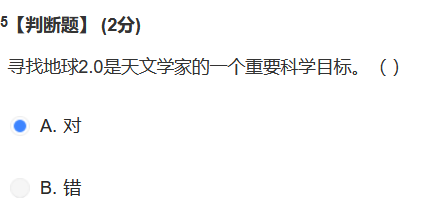 5【判断题】 (2分)
寻找地球2.0是天文学家的一个重要科学目标。（ ）
A. 对
B. 错